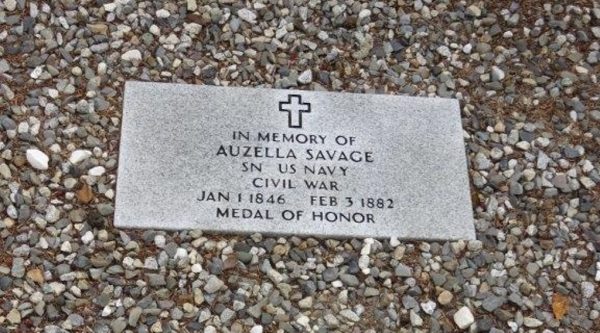 IN MEMORY OF
AUZELLA SAVAGE
SN US NAVY
CIVIL WAR
JAN 1 1846 FEB 3 1882
MEDAL OF HONOR